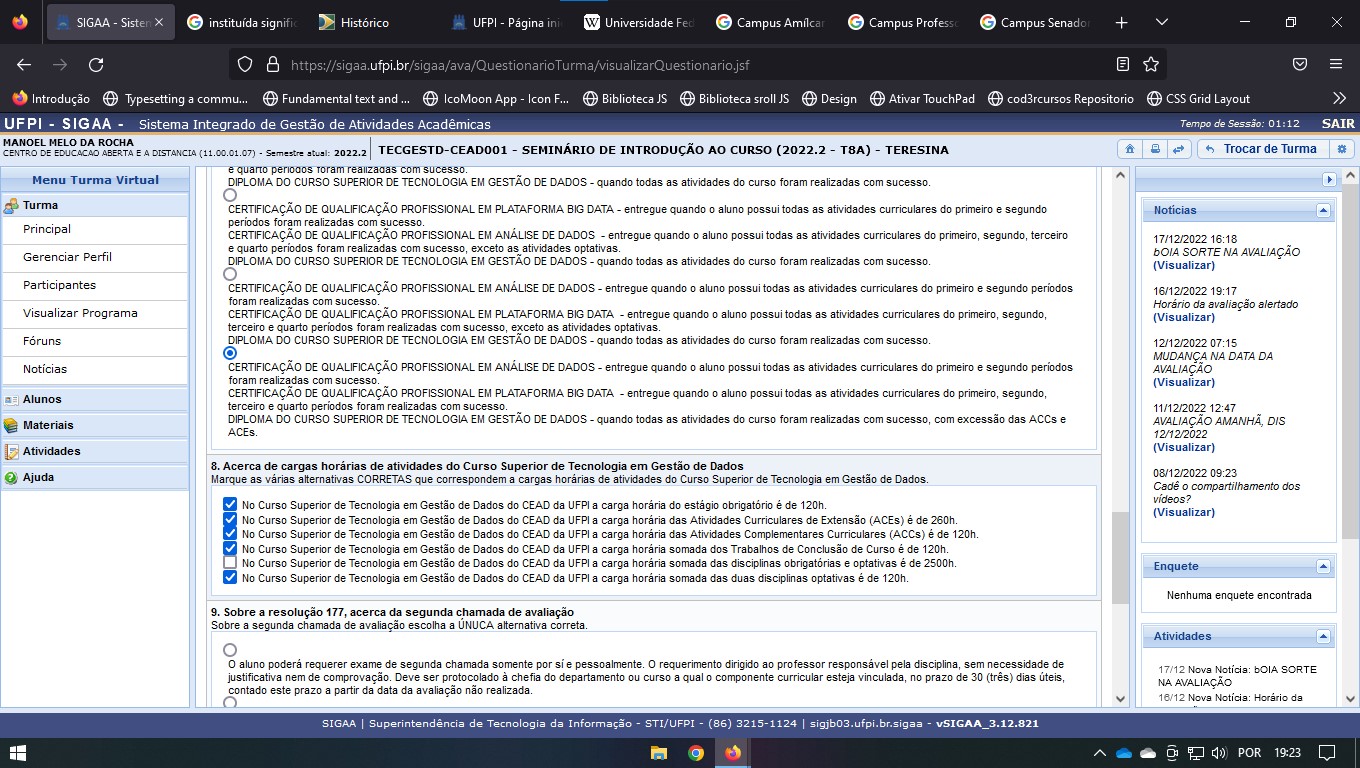 SIGAA - Sistem
instituída signific
Histórico
UFPI - Página ini
Universidade Fed
Campus Amílcar
Campus Professo
Campus Senador
https://sigaa.ufpi.br/sigaa/ava/QuestionarioTurma/visualizarQuestionario.jsf
Introdução
Typesetting a commu...
Fundamental text and ...
IcoMoon App - Icon F...
Biblioteca JS
Biblioteca sroll JS
Design
Ativar TouchPad
cod3rcursos Repositorio
CSS Grid Layout
UFPI - SIGAA - Sistema Integrado de Gestão de Atividades Acadêmicas
Tempo de Sessão: 01:12 SAIR
MANOEL MELO DA ROCHA
CENTRO DE EDUCACAO ABERTA E A DISTANCIA (11.00.01.07) - Semestre atual: 2022.2
TECGESTD-CEAD001 - SEMINÁRIO DE INTRODUÇÃO AO CURSO (2022.2 - T8A) - TERESINA
Trocar de Turma
Menu Turma Virtual
Turma
Principal
Gerenciar Perfil
Participantes
Visualizar Programa
Fóruns
Notícias
Alunos
Materiais
Atividades
Ajuda
e quarto períodos foram realizadas com sucesso.
DIPLOMA DO CURSO SUPERIOR DE TECNOLOGIA EM GESTÃO DE DADOS - quando todas as atividades do curso foram realizadas com sucesso.
CERTIFICAÇÃO DE QUALIFICAÇÃO PROFISSIONAL EM PLATAFORMA BIG DATA - entregue quando o aluno possui todas as atividades curriculares do primeiro e segundo
períodos foram realizadas com sucesso.
CERTIFICAÇÃO DE QUALIFICAÇÃO PROFISSIONAL EM ANÁLISE DE DADOS - entregue quando o aluno possui todas as atividades curriculares do primeiro, segundo, terceiro
e quarto períodos foram realizadas com sucesso, exceto as atividades optativas.
DIPLOMA DO CURSO SUPERIOR DE TECNOLOGIA EM GESTÃO DE DADOS - quando todas as atividades do curso foram realizadas com sucesso.
CERTIFICAÇÃO DE QUALIFICAÇÃO PROFISSIONAL EM ANÁLISE DE DADOS - entregue quando o aluno possui todas as atividades curriculares do primeiro e segundo períodos
foram realizadas com sucesso.
CERTIFICAÇÃO DE QUALIFICAÇÃO PROFISSIONAL EM PLATAFORMA BIG DATA - entregue quando o aluno possui todas as atividades curriculares do primeiro, segundo,
terceiro e quarto períodos foram realizadas com sucesso, exceto as atividades optativas.
DIPLOMA DO CURSO SUPERIOR DE TECNOLOGIA EM GESTÃO DE DADOS - quando todas as atividades do curso foram realizadas com sucesso.
CERTIFICAÇÃO DE QUALIFICAÇÃO PROFISSIONAL EM ANÁLISE DE DADOS - entregue quando o aluno possui todas as atividades curriculares do primeiro e segundo períodos
foram realizadas com sucesso.
CERTIFICAÇÃO DE QUALIFICAÇÃO PROFISSIONAL EM PLATAFORMA BIG DATA - entregue quando o aluno possui todas as atividades curriculares do primeiro, segundo,
terceiro e quarto períodos foram realizadas com sucesso.
DIPLOMA DO CURSO SUPERIOR DE TECNOLOGIA EM GESTÃO DE DADOS - quando todas as atividades do curso foram realizadas com sucesso, com excessão das ACCs e
ACEs.
8. Acerca de cargas horárias de atividades do Curso Superior de Tecnologia em Gestão de Dados
Marque as várias alternativas CORRETAS que correspondem a cargas horárias de atividades do Curso Superior de Tecnologia em Gestão de Dados.
No Curso Superior de Tecnologia em Gestão de Dados do CEAD da UFPI a carga horária do estágio obrigatório é de 120h.
No Curso Superior de Tecnologia em Gestão de Dados do CEAD da UFPI a carga horária das Atividades Curriculares de Extensão (ACEs) é de 260h.
No Curso Superior de Tecnologia em Gestão de Dados do CEAD da UFPI a carga horária das Atividades Complementares Curriculares (ACCs) é de 120h.
No Curso Superior de Tecnologia em Gestão de Dados do CEAD da UFPI a carga horária somada dos Trabalhos de Conclusão de Curso é de 120h.
No Curso Superior de Tecnologia em Gestão de Dados do CEAD da UFPI a carga horária somada das disciplinas obrigatórias e optativas é de 2500h.
No Curso Superior de Tecnologia em Gestão de Dados do CEAD da UFPI a carga horária somada das duas disciplinas optativas é de 120h.
9. Sobre a resolução 177, acerca da segunda chamada de avaliação
Sobre a segunda chamada de avaliação escolha a ÚNUCA alternativa correta.
O aluno poderá requerer exame de segunda chamada somente por sí e pessoalmente. O requerimento dirigido ao professor responsável pela disciplina, sem necessidade de
justificativa nem de comprovação. Deve ser protocolado à chefia do departamento ou curso a qual o componente curricular esteja vinculada, no prazo de 30 (três) dias úteis,
contado este prazo a partir da data da avaliação não realizada.
Notícias
17/12/2022 16:18
bOIA SORTE NA AVALIAÇÃO
(Visualizar)
16/12/2022 19:17
Horário da avaliação alertado
(Visualizar)
12/12/2022 07:15
MUDANÇA NA DATA DA
AVALIAÇÃO
(Visualizar)
11/12/2022 12:47
AVALIAÇÃO AMANHÃ, DIS
12/12/2022
(Visualizar)
08/12/2022 09:23
Cadê o compartilhamento dos
vídeos?
(Visualizar)
Enquete
Nenhuma enquete encontrada
Atividades
17/12 Nova Notícia: bOIA SORTE
NA AVALIAÇÃO
16/12 Nova Notícia: Horário da
SIGAA | Superintendência de Tecnologia da Informação - STI/UFPI - (86) 3215-1124 | sigjb03.ufpi.br.sigaa - vSIGAA_3.12.821
POR
19:23